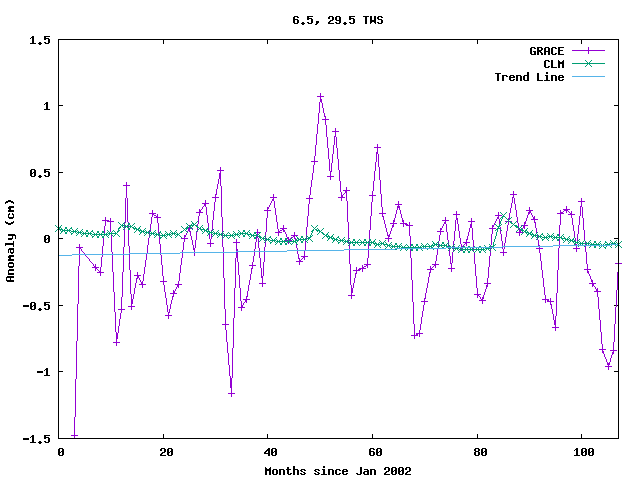 6.5, 29.5 TWS
GRACE
CLM
Trend Line
1.5
1
0.5
0
-0.5
-1
-1.5
Anomaly (cm)
0 20 40 60 80 100
Months since Jan 2002